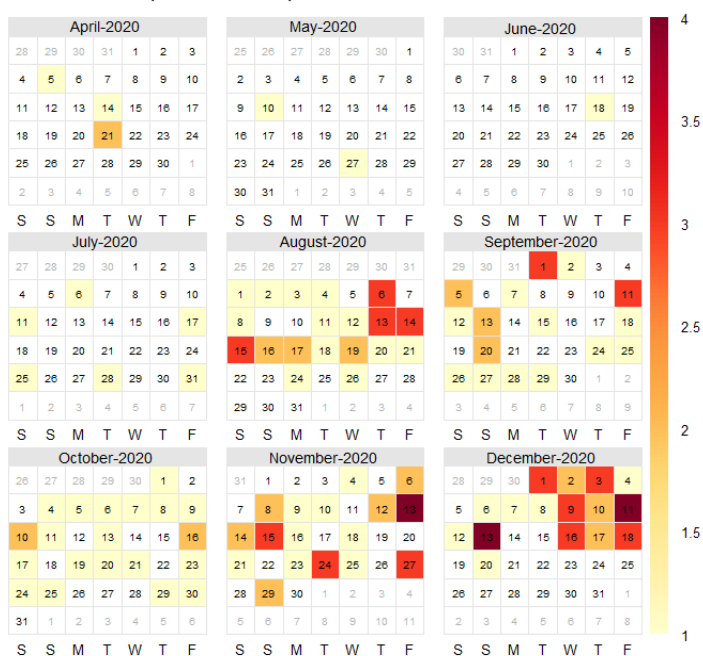 April-2020
28 29 30 31 1 2 3
4 5 6 7 8 9 10
11 12 13 14 15 16 17
18 19 20 21 22 23 24
25 26 27 28 29 30 1
2 3 4 5 6 7 8
S S M T W T F
May-2020
25 26 27 28 29 30 1
2 3 4 5 6 7 8
9 10 11 12 13 14 15
16 17 18 19 20 21 22
23 24 25 26 27 28 29
30 31 1 2 3 4 5
S S M T W T F
June-2020
30 31 1 2 3 4 5
6 7 8 9 10 11 12
13 14 15 16 17 18 19
20 21 22 23 24 25 26
27 28 29 30 1 2 3
4 5 6 7 8 9 10
S S M T W T F
July-2020
27 28 29 30 1 2 3
4 5 6 7 8 9 10
11 12 13 14 15 16 17
18 19 20 21 22 23 24
25 26 27 28 29 30 31
1 2 3 4 5 6 7
S S M T W T F
August-2020
25 26 27 28 29 30 31
1 2 3 4 5 6 7
8 9 10 11 12 13 14
15 16 17 18 19 20 21
22 23 24 25 26 27 28
29 30 31 1 2 3 4
S S M T W T F
September-2020
29 30 31 1 2 3 4
5 6 7 8 9 10 11
12 13 14 15 16 17 18
19 20 21 22 23 24 25
26 27 28 29 30 1 2
3 4 5 6 7 8 9
S S M T W T F
October-2020
26 27 28 29 30 1 2
3 4 5 6 7 8 9
10 11 12 13 14 15 16
17 18 19 20 21 22 23
24 25 26 27 28 29 30
31 1 2 3 4 5 6
S S M T W T F
November-2020
31 1 2 3 4 5 6
7 8 9 10 11 12 13
14 15 16 17 18 19 20
21 22 23 24 25 26 27
28 29 30 1 2 3 4
5 6 7 8 9 10 11
S S M T W T F
December-2020
28 29 30 1 2 3 4
5 6 7 8 9 10 11
12 13 14 15 16 17 18
19 20 21 22 23 24 25
26 27 28 29 30 31 1
2 3 4 5 6 7 8
S S M T W T F
4
3.5
3
2.5
2
1.5
1